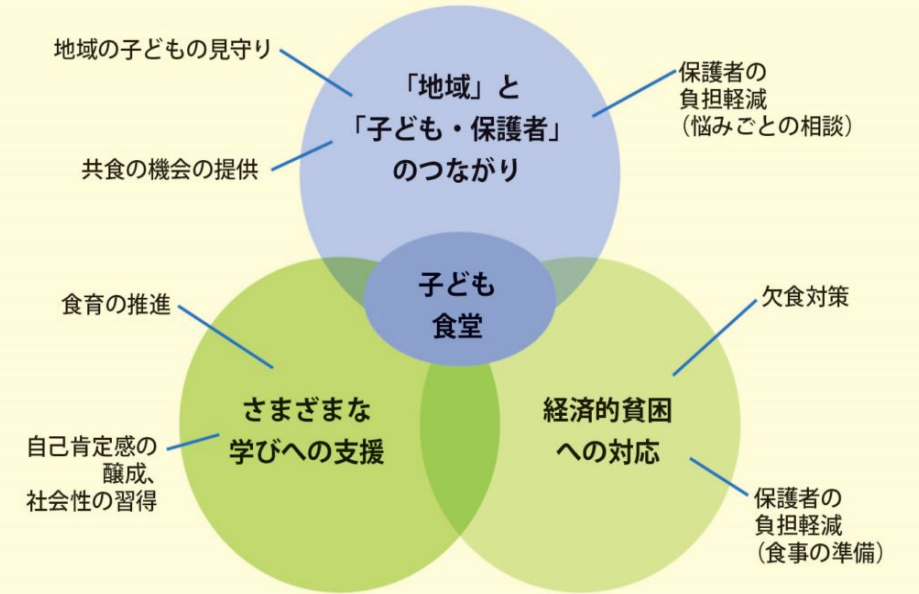 地域の子どもの見守り
「地域」と
「子ども・保護者」
のつながり
保護者の
負担軽減
（悩みごとの相談）
共食の機会の提供
子ども
食堂
食育の推進
欠食対策
さまざまな
学びへの支援
経済的貧困
への対応
自己肯定感の
醸成、
社会性の習得
保護者の
負担軽減
（食事の準備）